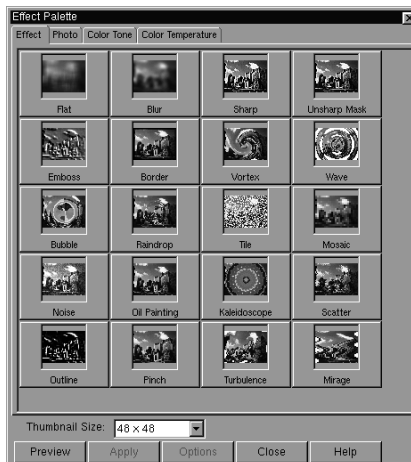 Effect Palette
Effect Photo Color Tone Color Temperature
Flat Blur Sharp Unsharp Mask
Emboss Border Vortex Wave
Bubble Raindrop Tile Mosaic
Noise Oil Painting Kaleidoscope Scatter
Outline Pinch Turbulence Mirage
Thumbnail Size: 48 × 48
Preview Apply Options Close Help